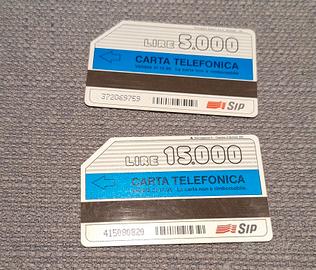 LIRE 5.000
CARTA TELEFONICA
La carta non è rimborsabile.
372069759
SIP
LIRE 15.000
CARTA TELEFONICA
La carta non è rimborsabile.
415080829
SIP